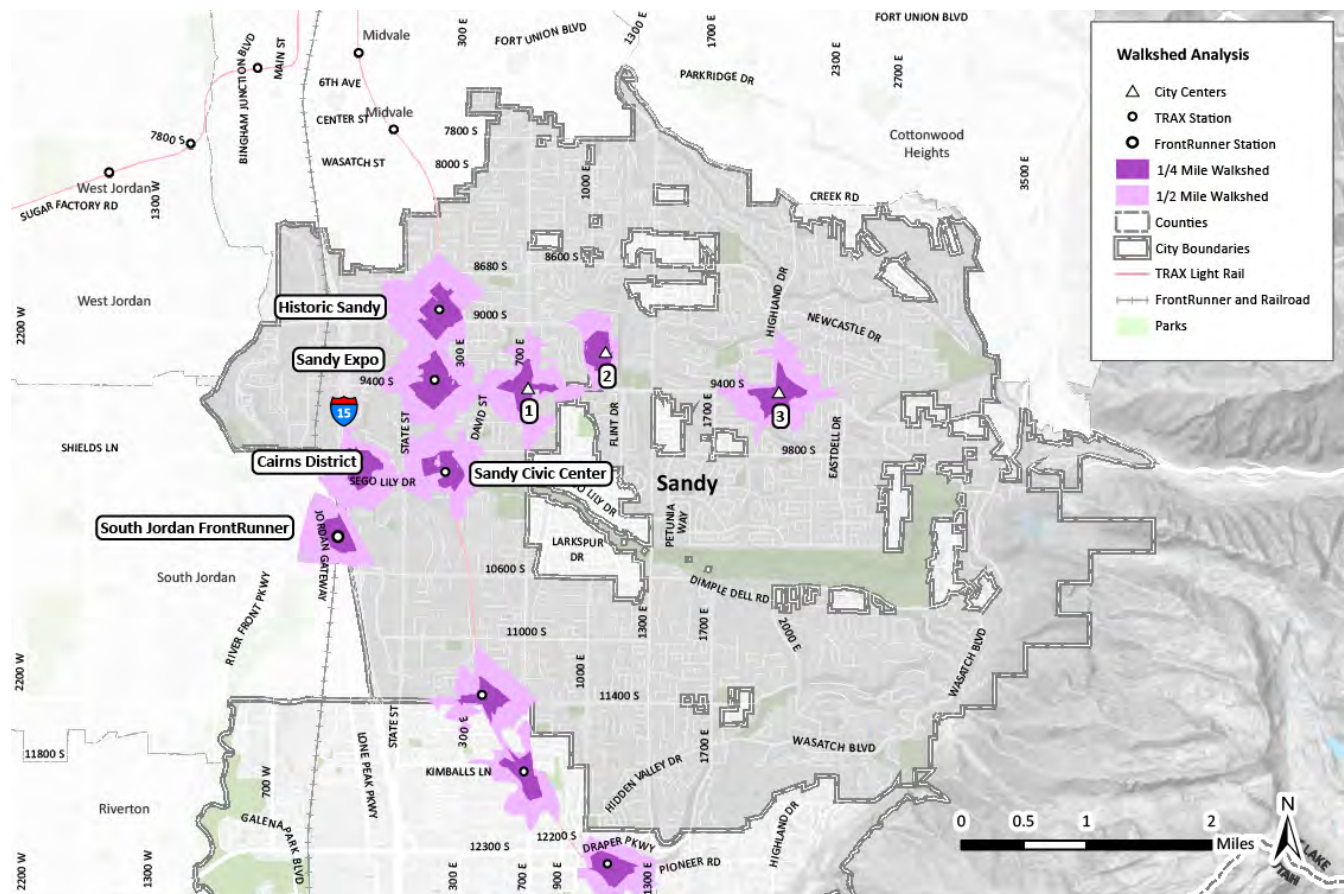 FORT UNION BLVD
FORT UNION BLVD
300 E
1300 E
1700 E
2300 E
2700 E
PARKRIDGE DR
BINGHAM JUNCTION BLVD
MAIN ST
Midvale
6TH AVE
CENTER ST
Midvale
WASATCH ST
7800 S
7800 S
8000 S
1000 E
Cottonwood
Heights
3500 E
West Jordan
SUGAR FACTORY RD
1300 W
CREEK RD
8680 S
8600 S
West Jordan
2200 W
Historic Sandy
9000 S
HIGHLAND DR
NEWCASTLE DR
Sandy Expo
300 E
700 E
9400 S
9400 S
1
2
3
15
STATE ST
DAVID ST
FLINT DR
1700 E
EASTDELL DR
9800 S
SHIELDS LN
Cairns District
SEGO LILY DR
Sandy Civic Center
Sandy
O LILY DR
South Jordan FrontRunner
JORDAN GATEWAY
LARKSPUR
DR
PETUNIA
WAY
South Jordan
10600 S
DIMPLE DELL RD
RIVER FRONT PKWY
1300 E
1700 E
2000 E
11000 S
WASATCH BLVD
2200 W
1000 E
11400 S
STATE ST
300 E
11800 S
LONE PEAK PKWY
KIMBALLS LN
1700 E
WASATCH BLVD
HIDDEN VALLEY DR
Riverton
700 W
GALENA
PARK BLVD
12200 S
12300 S
DRAPER PKWY
PIONEER RD
HIGHLAND DR
2200 W
1300 W
300 E
700 E
900 E
1300 E
Walkshed Analysis
City Centers
TRAX Station
FrontRunner Station
1/4 Mile Walkshed
1/2 Mile Walkshed
Counties
City Boundaries
TRAX Light Rail
FrontRunner and Railroad
Parks
0 0.5 1 2
Miles
N
LAKE
UTAH